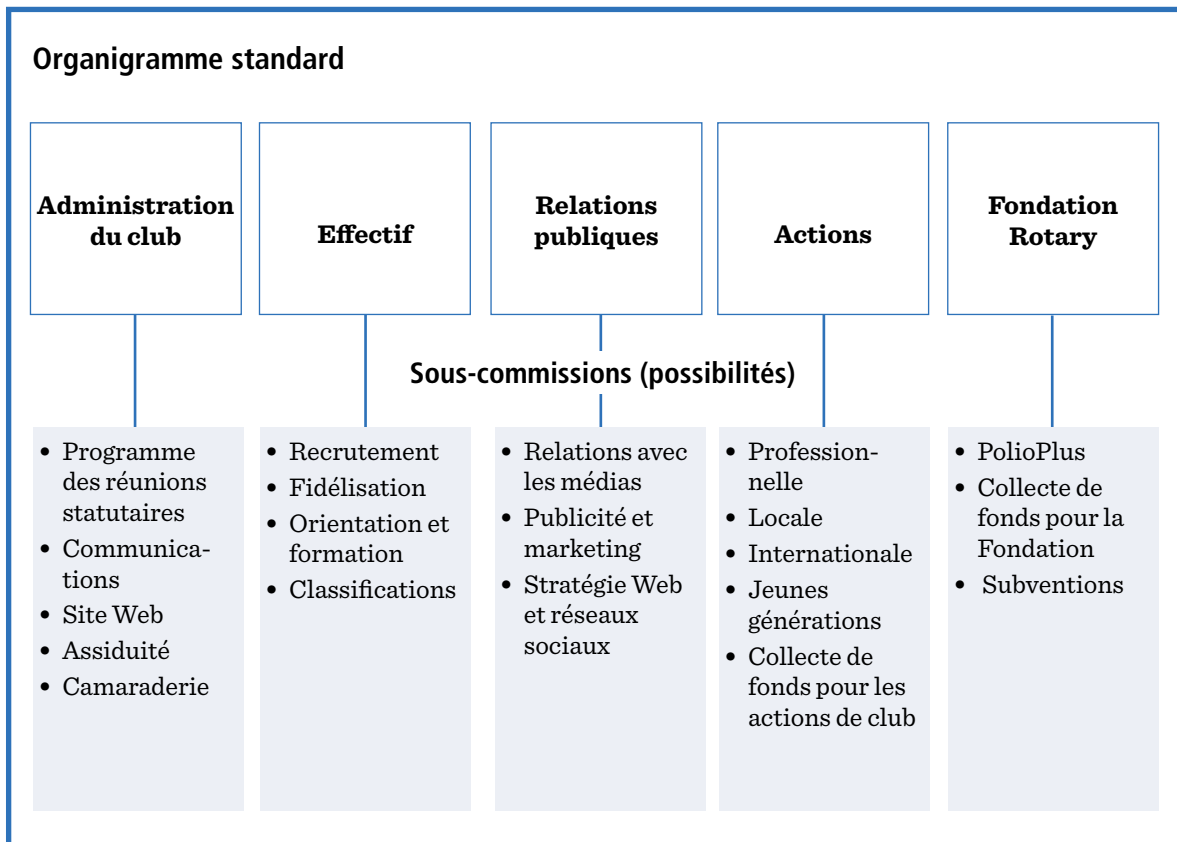 Organigramme standard
Administration
du club
Effectif
Relations
publiques
Actions
Fondation
Rotary
Sous-commissions (possibilités)
• Programme
des réunions
statutaires
• Communica-
tions
• Site Web
• Assiduité
• Camaraderie
• Recrutement
• Fidélisation
• Orientation et
formation
• Classifications
• Relations avec
les médias
• Publicité et
marketing
• Stratégie Web
et réseaux
sociaux
• Profession-
nelle
• Locale
• Internationale
• Jeunes
générations
• Collecte de
fonds pour les
actions de club
• PolioPlus
• Collecte de
fonds pour la
Fondation
• Subventions